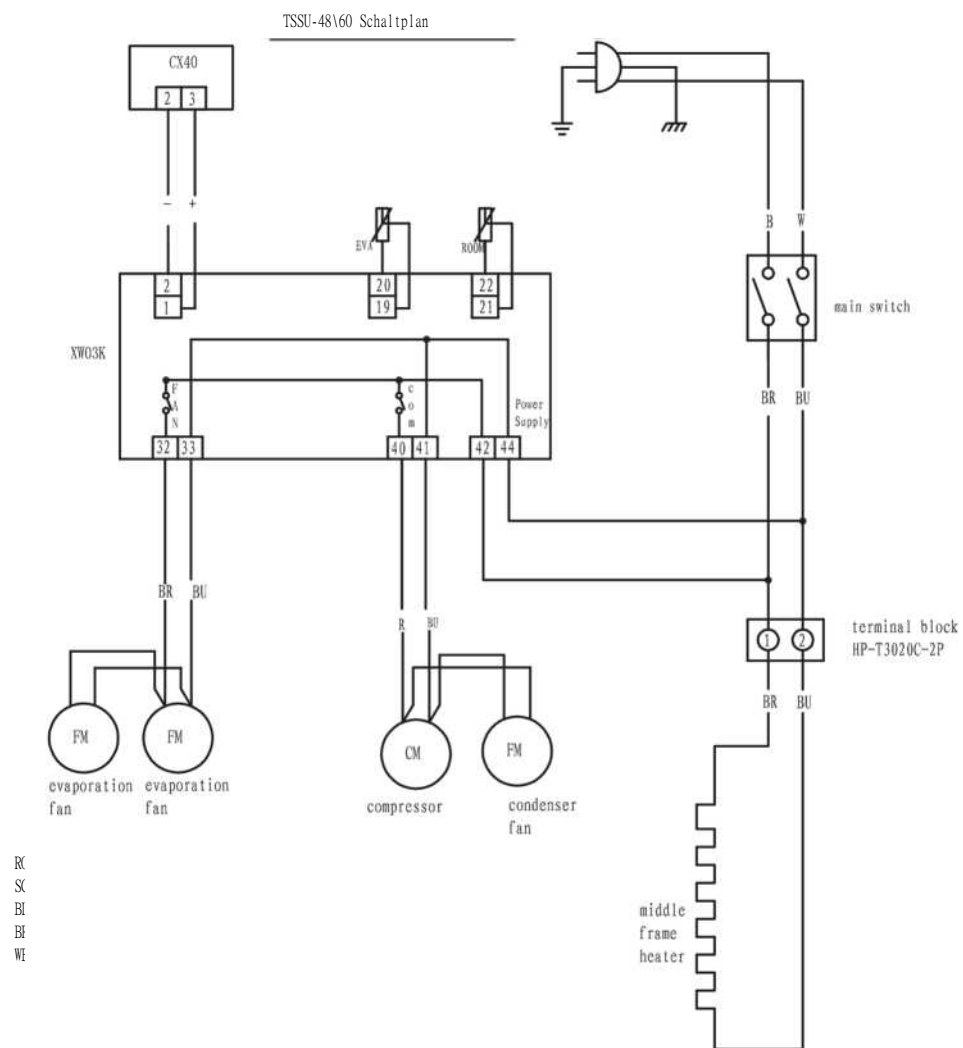 TSSU-48\60 Schaltplan
CX40
2 3
- +
B W
EVA
ROOM
2
1
20
19
22
21
main switch
XW03K
FAN
com
Power
Supply
BR BU
32 33
40 41
42 44
BR BU
R BU
1 2
terminal block
HP-T3020C-2P
BR BU
FM
FM
CM
FM
evaporation
fan
evaporation
fan
compressor
condenser
fan
middle
frame
heater